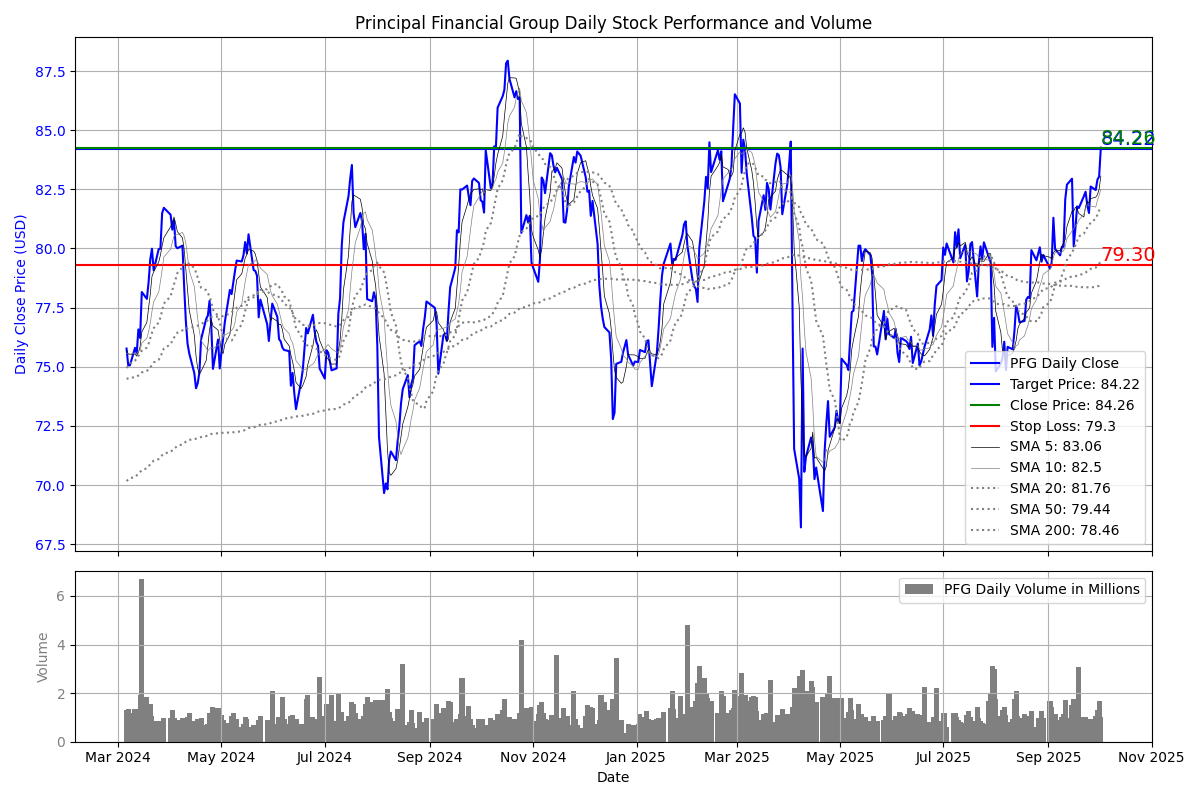 Principal Financial Group Daily Stock Performance and Volume
Daily Close Price (USD)
87.5
85.0
82.5
80.0
77.5
75.0
72.5
70.0
67.5
84.22
84.26
79.30
PFG Daily Close
Target Price: 84.22
Close Price: 84.26
Stop Loss: 79.3
SMA 5: 83.06
SMA 10: 82.5
SMA 20: 81.76
SMA 50: 79.44
SMA 200: 78.46
Volume
6
4
2
0
PFG Daily Volume in Millions
Mar 2024 May 2024 Jul 2024 Sep 2024 Nov 2024 Jan 2025 Mar 2025 May 2025 Jul 2025 Sep 2025 Nov 2025
Date